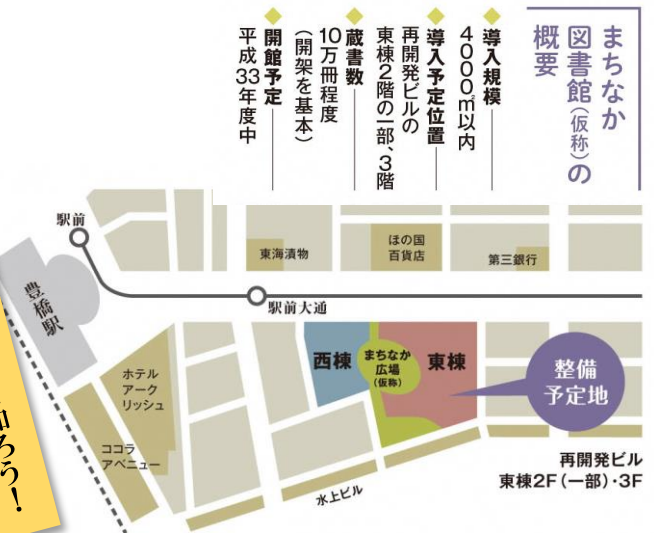 まちなか
図書館(仮称)の
概要
◆導入規模
4000㎡以内
◆導入予定位置
再開発ビルの
東棟2階の一部、3階
◆蔵書数
10万冊程度
(開架を基本)
◆開館予定
平成33年度中
駅前
豊橋駅
東海漬物
ほの国
百貨店
第三銀行
駅前大通
ホテル
アーク
リッシュ
ココラ
アベニュー
西棟
まちなか
広場
(仮称)
東棟
整備
予定地
水上ビル
再開発ビル
東棟2F(一部)・3F
ろう!